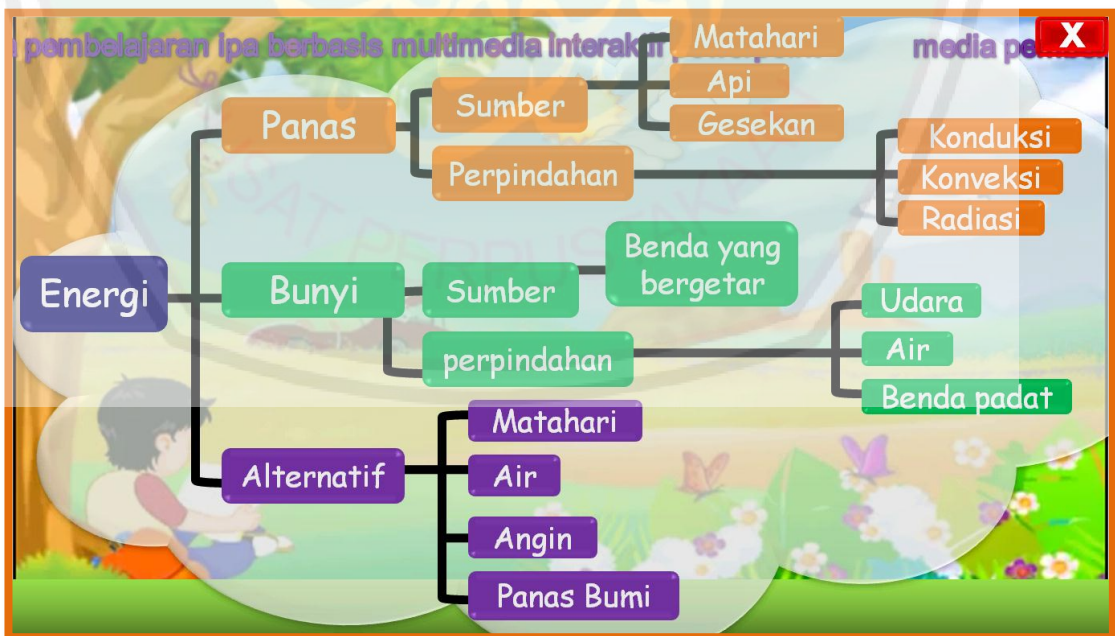 pembelajaran ipa berbasis multimedia interaktif
media pe
X
Energi
Panas
Sumber
Matahari
Api
Gesekan
Perpindahan
Konduksi
Konveksi
Radiasi
Bunyi
Sumber
Benda yang
bergetar
perpindahan
Udara
Air
Benda padat
Alternatif
Matahari
Air
Angin
Panas Bumi